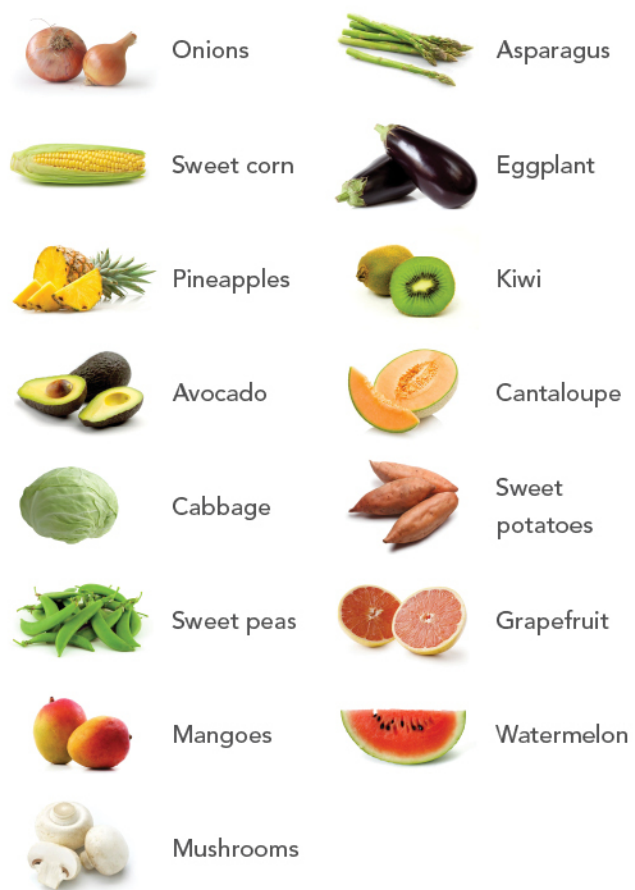 Onions
Asparagus
Sweet corn
Eggplant
Pineapples
Kiwi
Avocado
Cantaloupe
Cabbage
Sweet
potatoes
Sweet peas
Grapefruit
Mangoes
Watermelon
Mushrooms